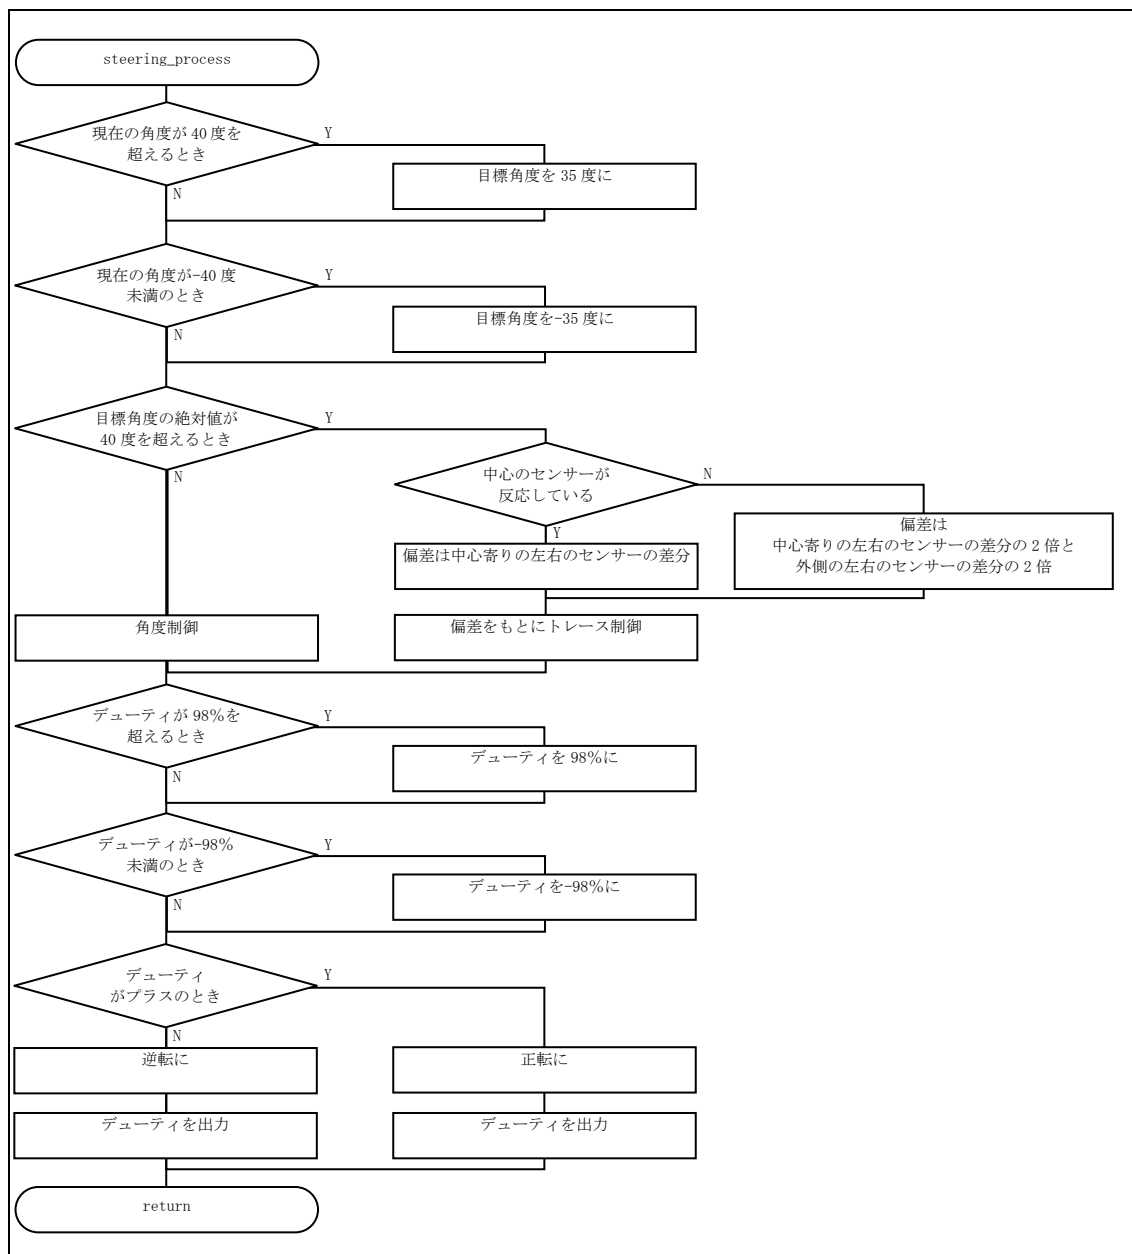 steering_process
現在の角度が 40 度を
超えるとき
Y
目標角度を 35 度に
N
現在の角度が-40 度
未満のとき
Y
目標角度を-35 度に
N
目標角度の絶対値が
40 度を超えるとき
Y
N
中心のセンサーが
反応している
N
Y
偏差は中心寄りの左右のセンサーの差分
偏差は
中心寄りの左右のセンサーの差分の 2 倍と
外側の左右のセンサーの差分の 2 倍
角度制御
偏差をもとにトレース制御
デューティが 98%を
超えるとき
Y
デューティを 98%に
N
デューティが-98%
未満のとき
Y
デューティを-98%に
N
デューティ
がプラスのとき
Y
N
逆転に
正転に
デューティを出力
デューティを出力
return